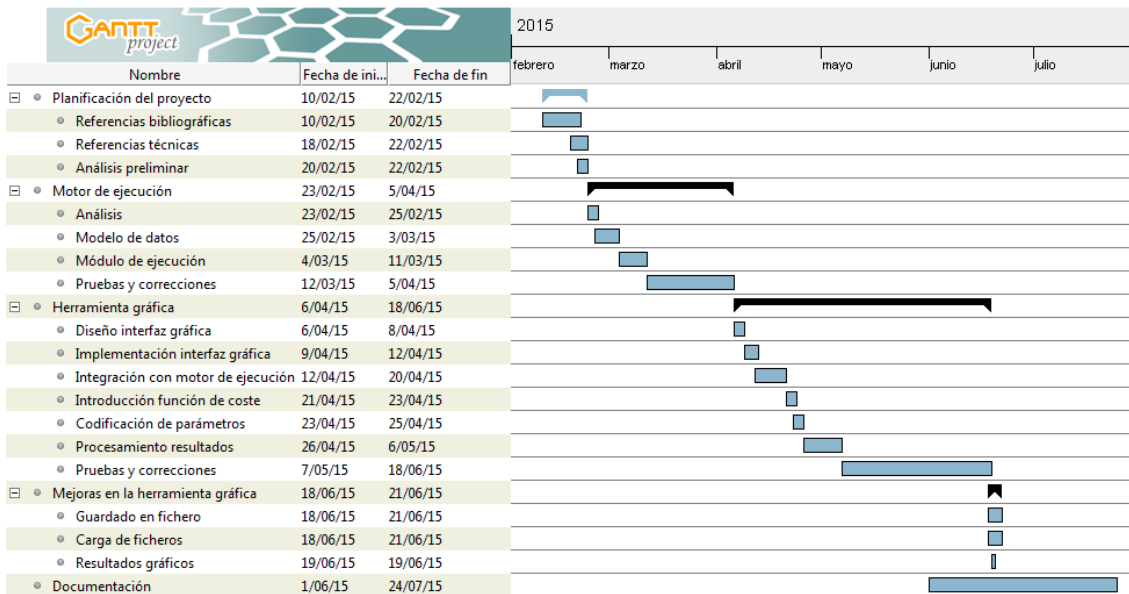 GANTT
project
2015
febrero marzo abril mayo junio julio
Nombre Fecha de ini... Fecha de fin
Planificación del proyecto 10/02/15 22/02/15
Referencias bibliográficas 10/02/15 20/02/15
Referencias técnicas 18/02/15 22/02/15
Análisis preliminar 20/02/15 22/02/15
Motor de ejecución 23/02/15 5/04/15
Análisis 23/02/15 25/02/15
Modelo de datos 25/02/15 3/03/15
Módulo de ejecución 4/03/15 11/03/15
Pruebas y correcciones 12/03/15 5/04/15
Herramienta gráfica 6/04/15 18/06/15
Diseño interfaz gráfica 6/04/15 8/04/15
Implementación interfaz gráfica 9/04/15 12/04/15
Integración con motor de ejecución 12/04/15 20/04/15
Introducción función de coste 21/04/15 23/04/15
Codificación de parámetros 23/04/15 25/04/15
Procesamiento resultados 26/04/15 6/05/15
Pruebas y correcciones 7/05/15 18/06/15
Mejoras en la herramienta gráfica 18/06/15 21/06/15
Guardado en fichero 18/06/15 21/06/15
Carga de ficheros 18/06/15 21/06/15
Resultados gráficos 19/06/15 19/06/15
Documentación 1/06/15 24/07/15